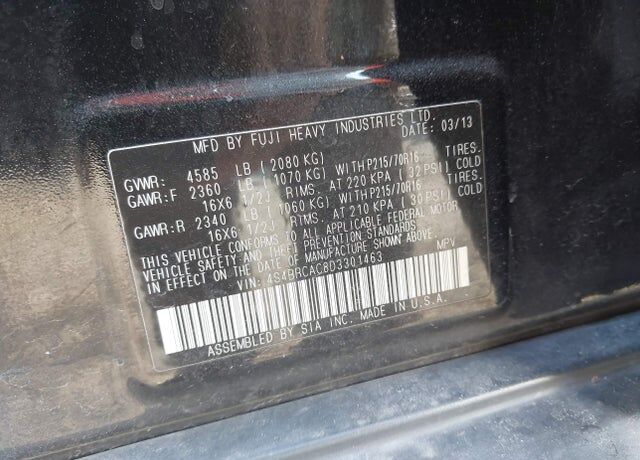 MFD BY FUJI HEAVY INDUSTRIES LTD.
DATE: 03/13
GVWR: 4585 LB (2080 KG)
GAWR:F 2360 LB (1070 KG) WITH P215/70R16 TIRES.
16X6 1/2J RIMS. AT 220 KPA (32 PSI) COLD
GAWR:R 2340 LB (1060 KG) WITH P215/70R16 TIRES.
16X6 1/2J RIMS. AT 210 KPA (30 PSI) COLD
THIS VEHICLE CONFORMS TO ALL APPLICABLE FEDERAL MOTOR
VEHICLE SAFETY AND THEFT PREVENTION STANDARDS
IN EFFECT ON THE DATE OF MANUFACTURE SHOWN ABOVE.
VIN: 4S4BRCAC8D3301463 MPV
ASSEMBLED BY SIA INC. MADE IN U.S.A.